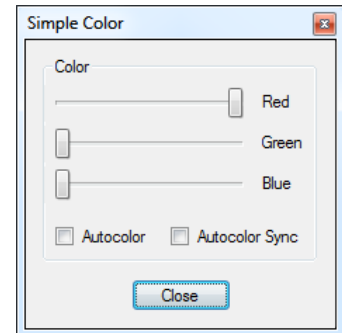 Simple Color
Color
Red
Green
Blue
Autocolor Autocolor Sync
Close